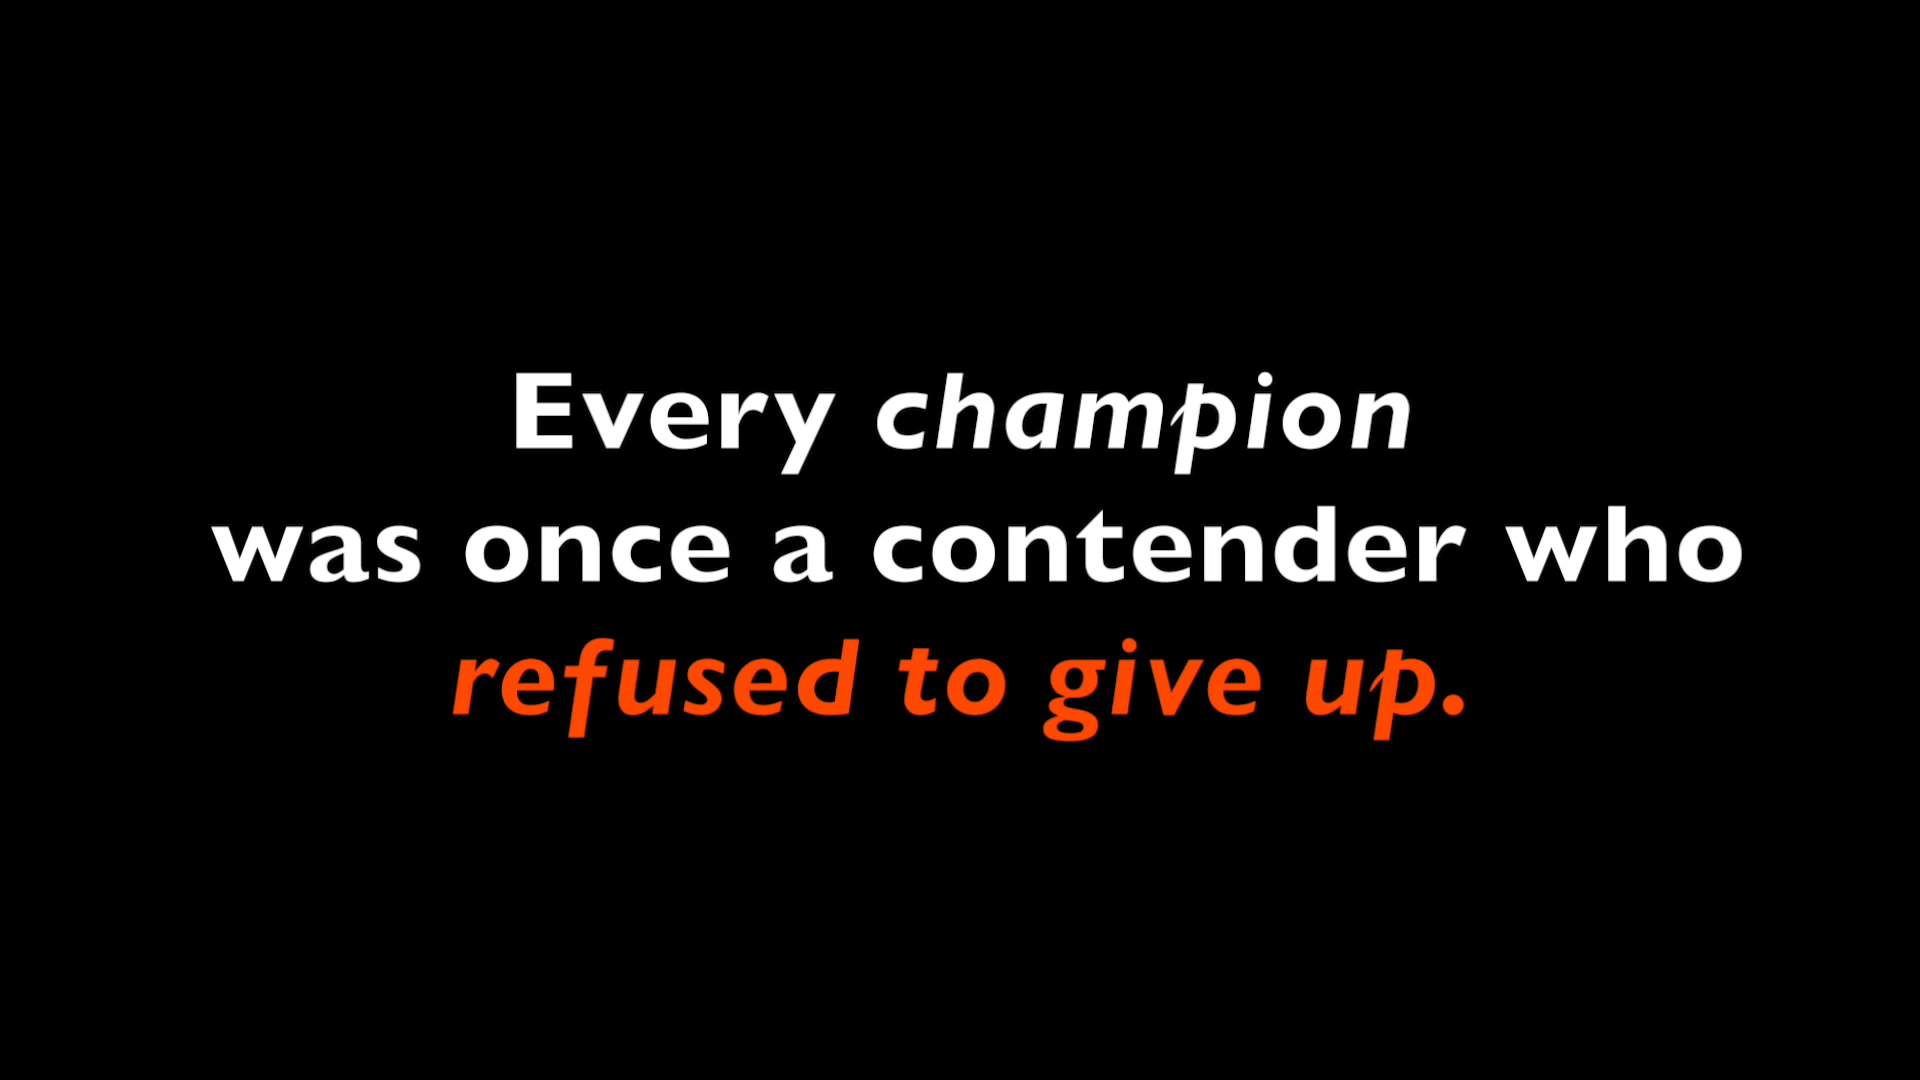 Every champion
was once a contender who
refused to give up.